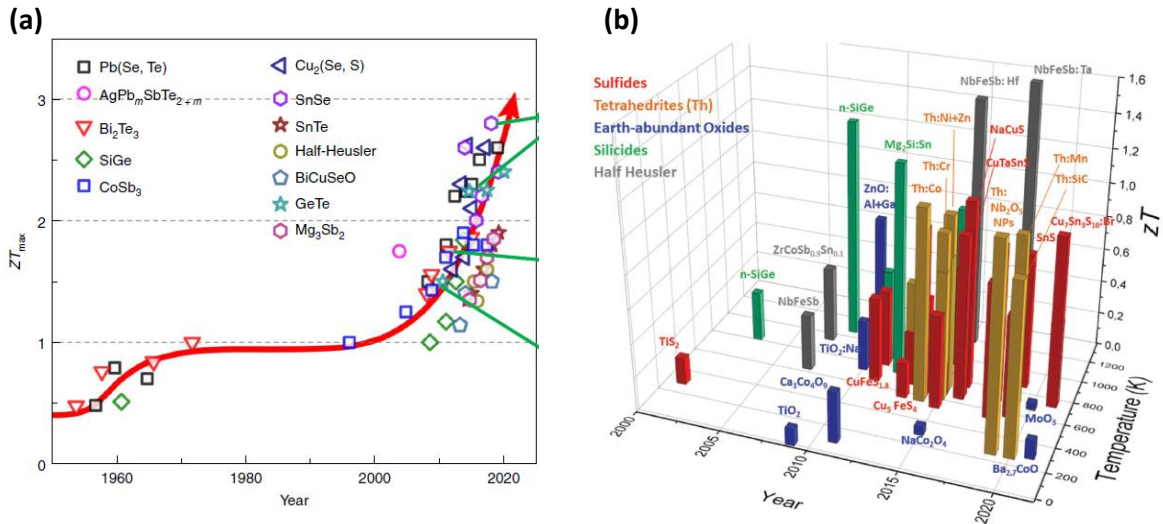 (a)
3
2
1
0
ZTmax
1960
1980
2000
2020
Year
Pb(Se, Te)
AgPbmSbTe2+m
Bi2Te3
SiGe
CoSb3
Cu2(Se, S)
SnSe
SnTe
Half-Heusler
BiCuSeO
GeTe
Mg3Sb2
(b)
Sulfides
Tetrahedrites (Th)
Earth-abundant Oxides
Silicides
Half Heusler
NbFeSb: Hf
NbFeSb: Ta
n-SiGe
Th:Ni+Zn
NaCuS
Mg2Si:Sn
CuTaSnS
Th:Mn
Th:Cr
Th:SiC
ZnO:
Al+Ga
Th:Co
Th:
Nb2O5
NPs
Cu7Sn3S10:Br
SnS
ZrCoSb0.9Sn0.1
n-SiGe
NbFeSb
TiS2
TiO2:Na
Ca3Co4O9
CuFeS1.8
TiO2
Cu5 FeS4
NaCo2O4
MoO3
Ba2.7CoO
1,6
1,4
1,2
1,0
0,8
0,6
0,4
0,2
0,0
zT
1200
1000
800
600
400
200
0
Temperature (K)
2000
2005
2010
2015
2020
Year